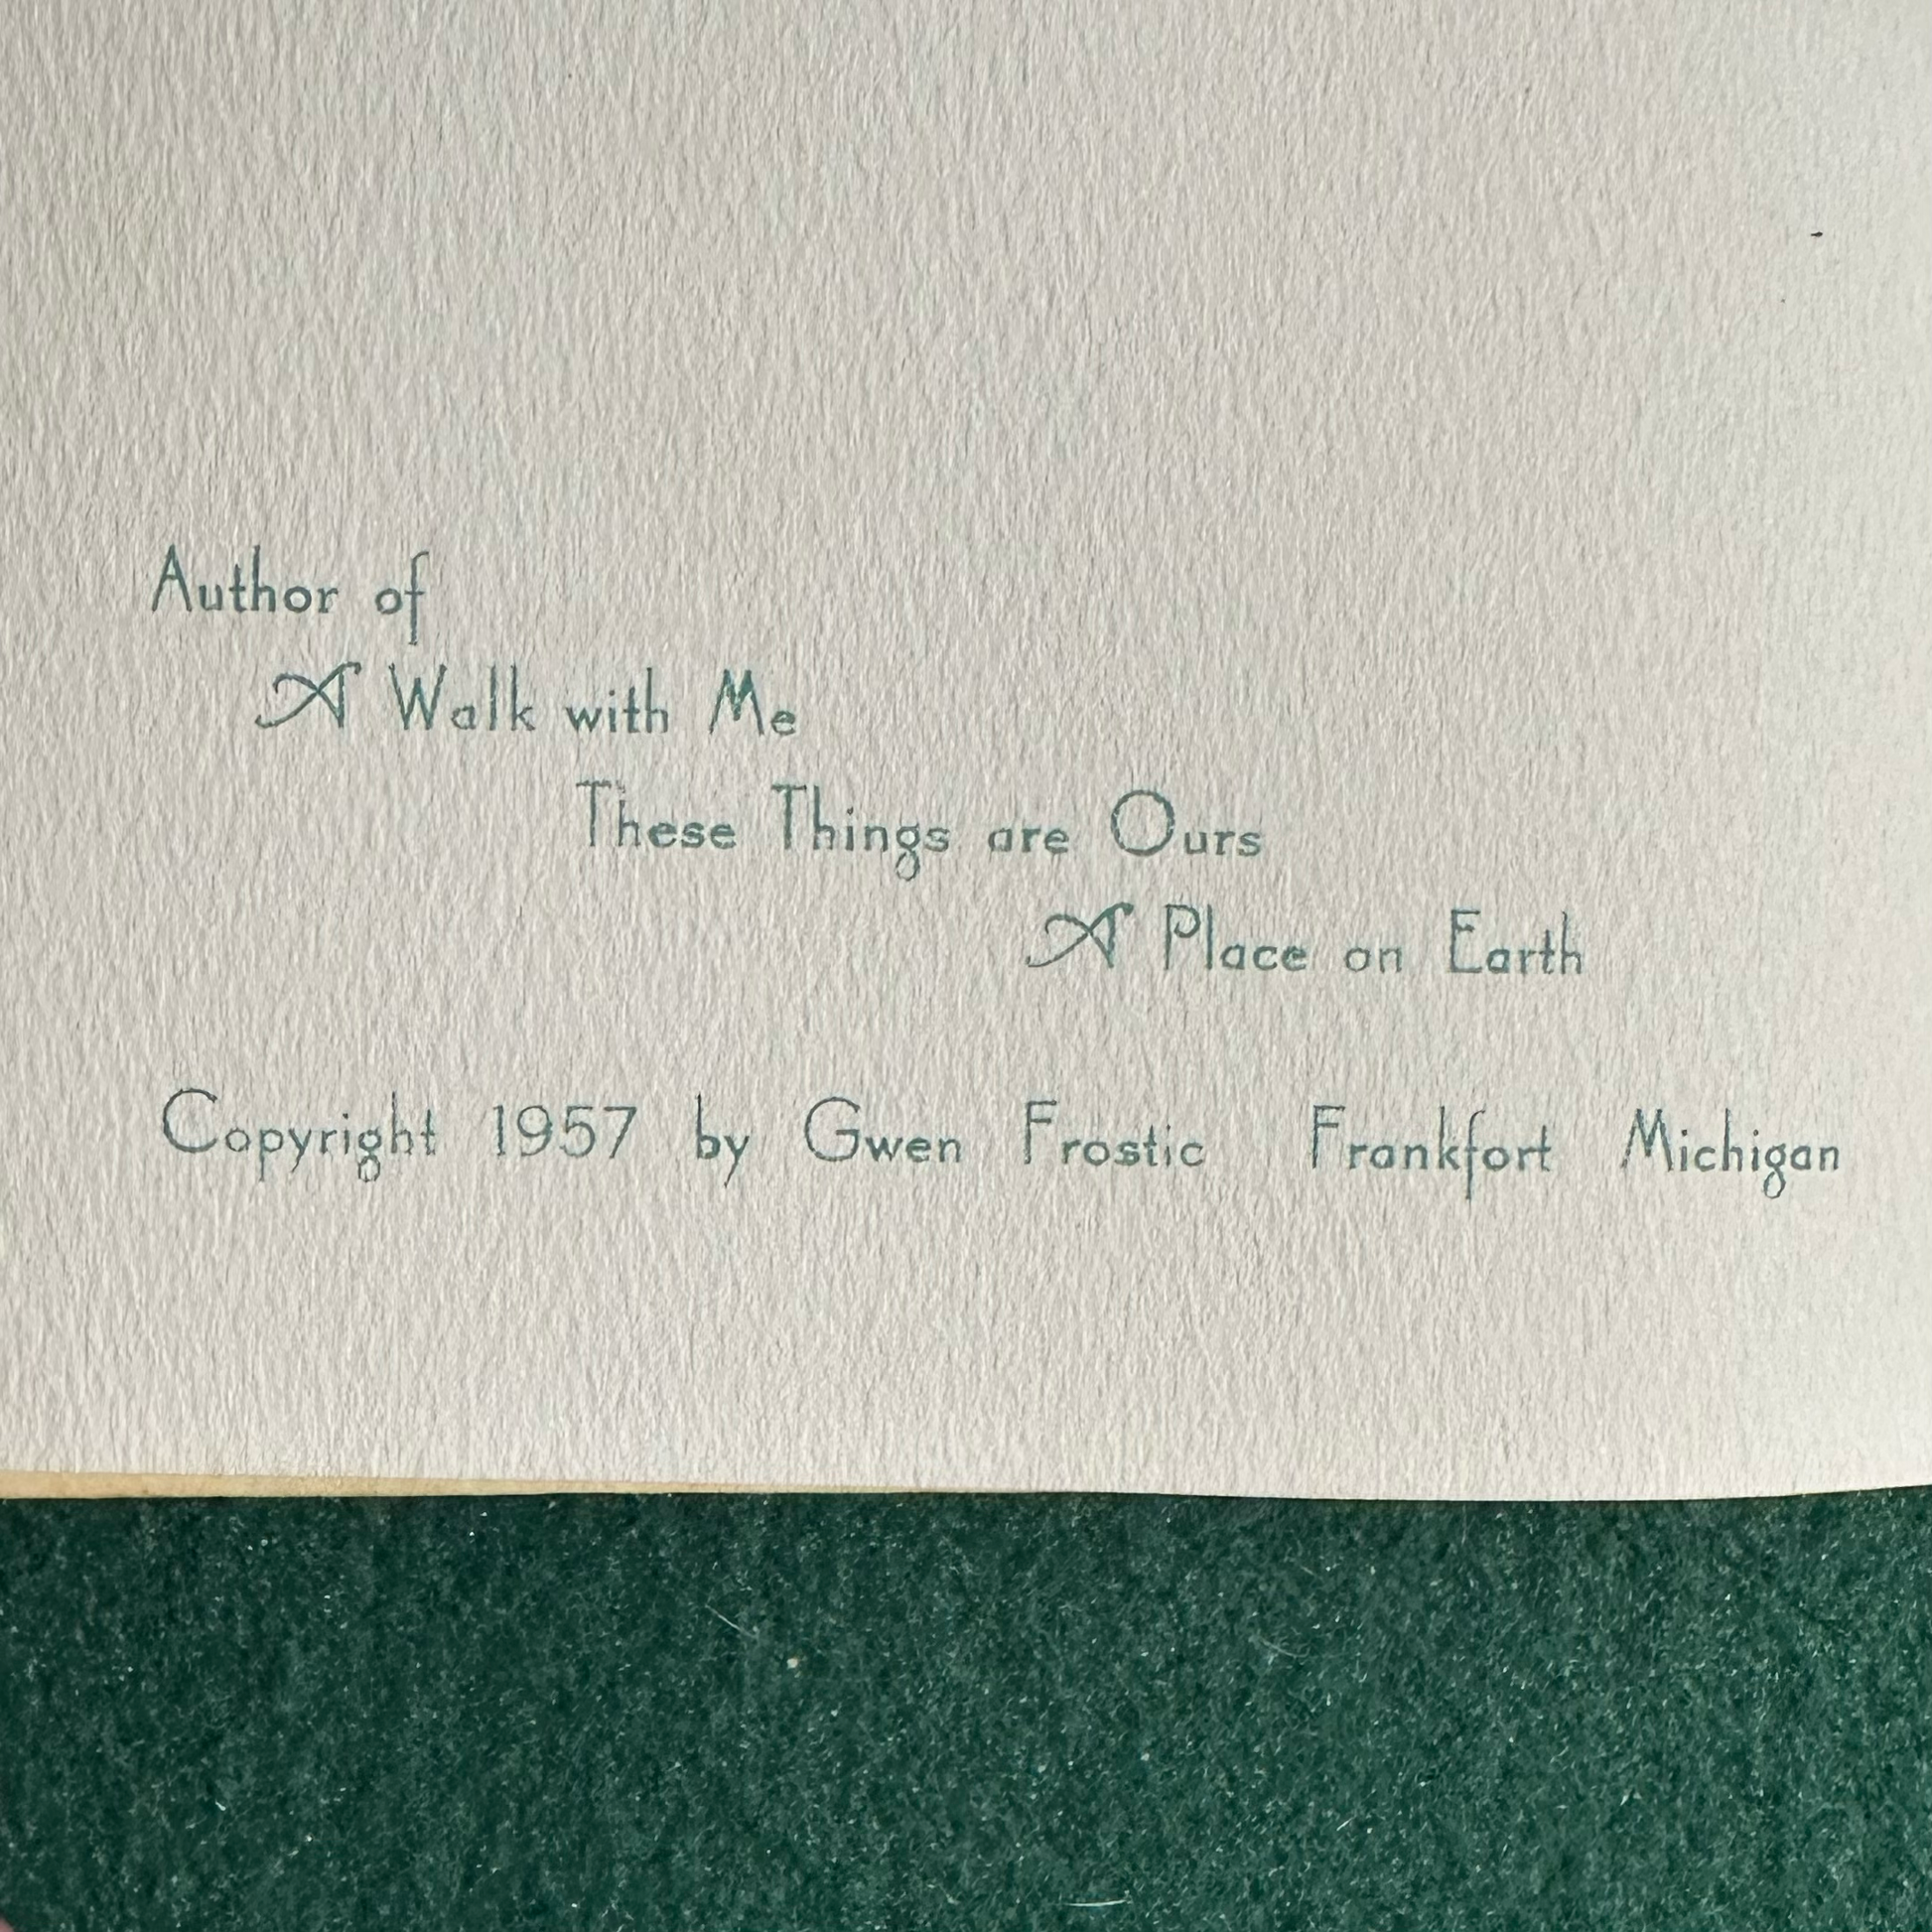 Author of
A Walk with Me
These Things are Ours
A Place on Earth
Copyright 1957 by Gwen Frostic Frankfort Michigan